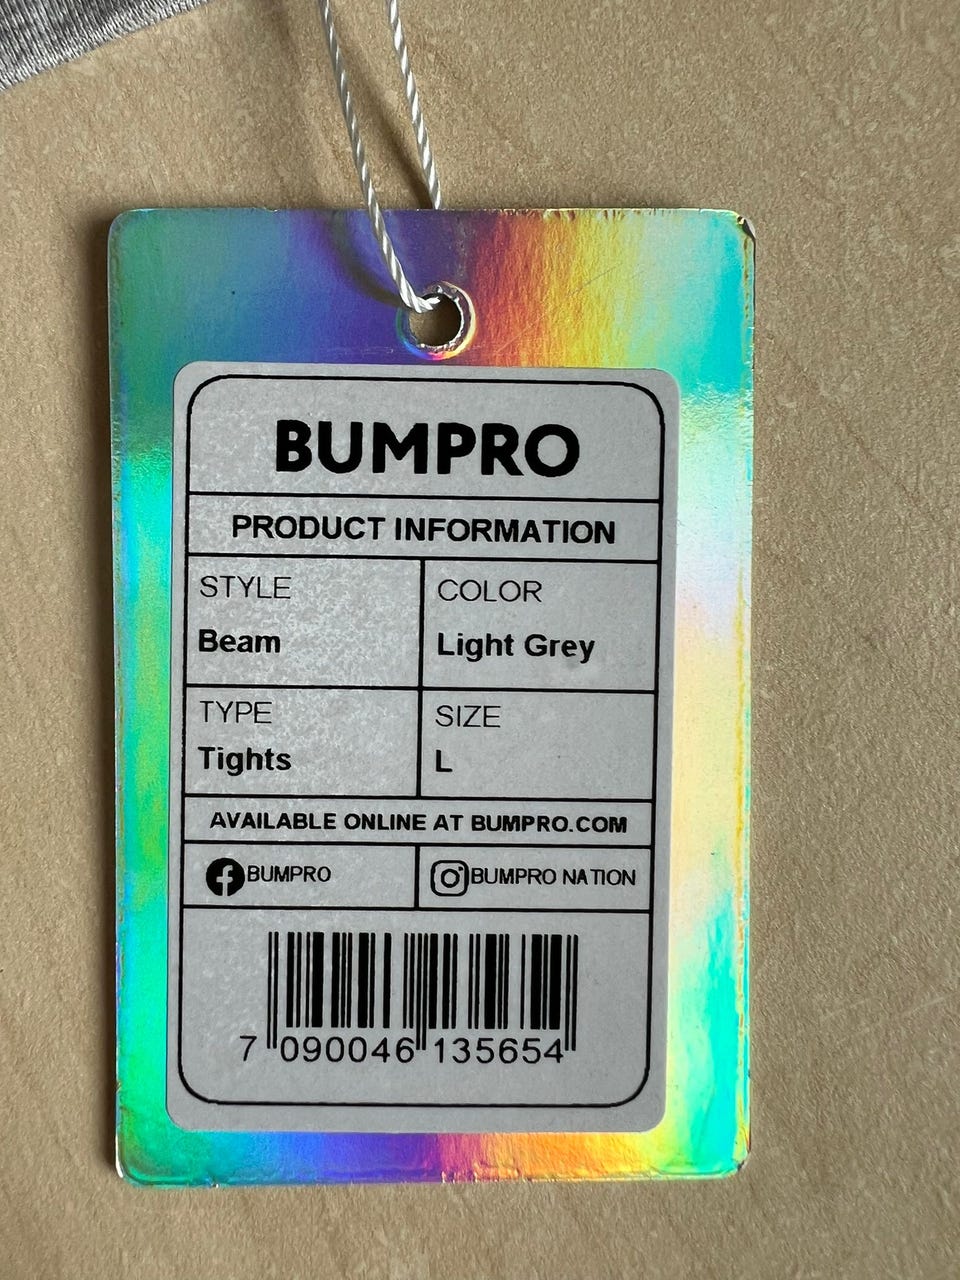 BUMPRO
PRODUCT INFORMATION
STYLE
Beam
COLOR
Light Grey
TYPE
Tights
SIZE
L
AVAILABLE ONLINE AT BUMPRO.COM
BUMPRO
BUMPRO NATION
7 090046 135654